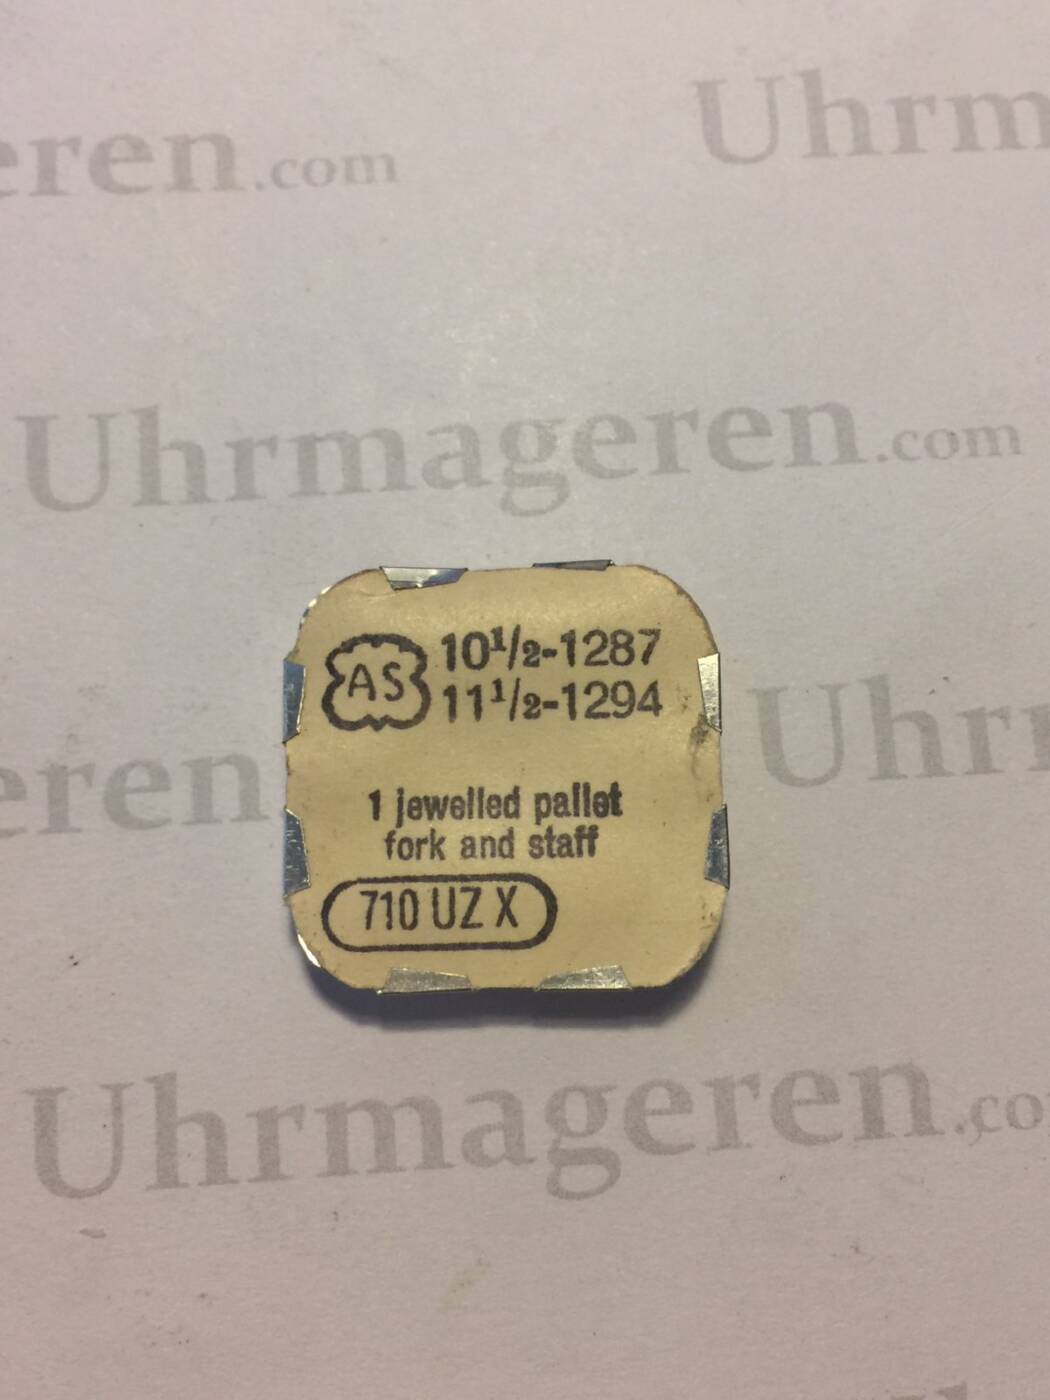 eren.com
Uhrm
Uhrmageren.com
AS
10½-1287
11½-1294
eren
Uhr
1 jewelled pallet
fork and staff
710 UZ X
Uhrmageren.co